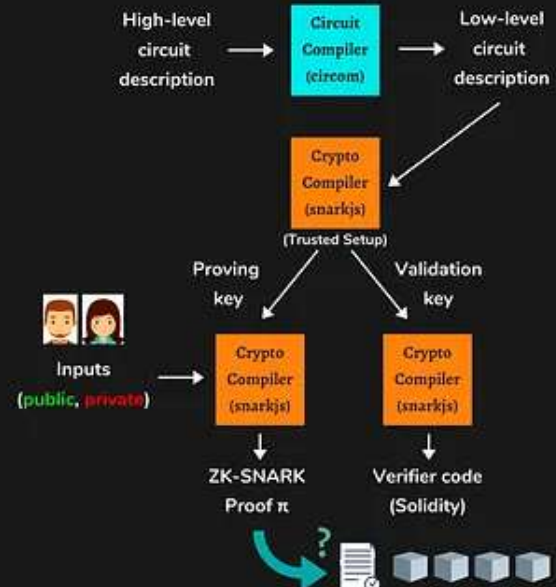 High-level
circuit
description
Circuit
Compiler
(circom)
Low-level
circuit
description
Crypto
Compiler
(snarkjs)
(Trusted Setup)
Proving
key
Validation
key
Inputs
(public, private)
Crypto
Compiler
(snarkjs)
Crypto
Compiler
(snarkjs)
ZK-SNARK
Proof π
Verifier code
(Solidity)
?